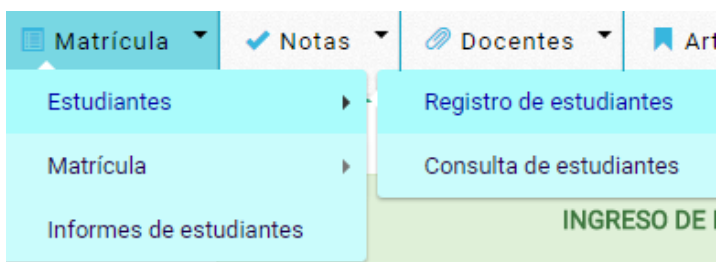 Matrícula Notas Docentes
Estudiantes Registro de estudiantes
Matrícula Consulta de estudiantes
Informes de estudiantes INGRESO DE